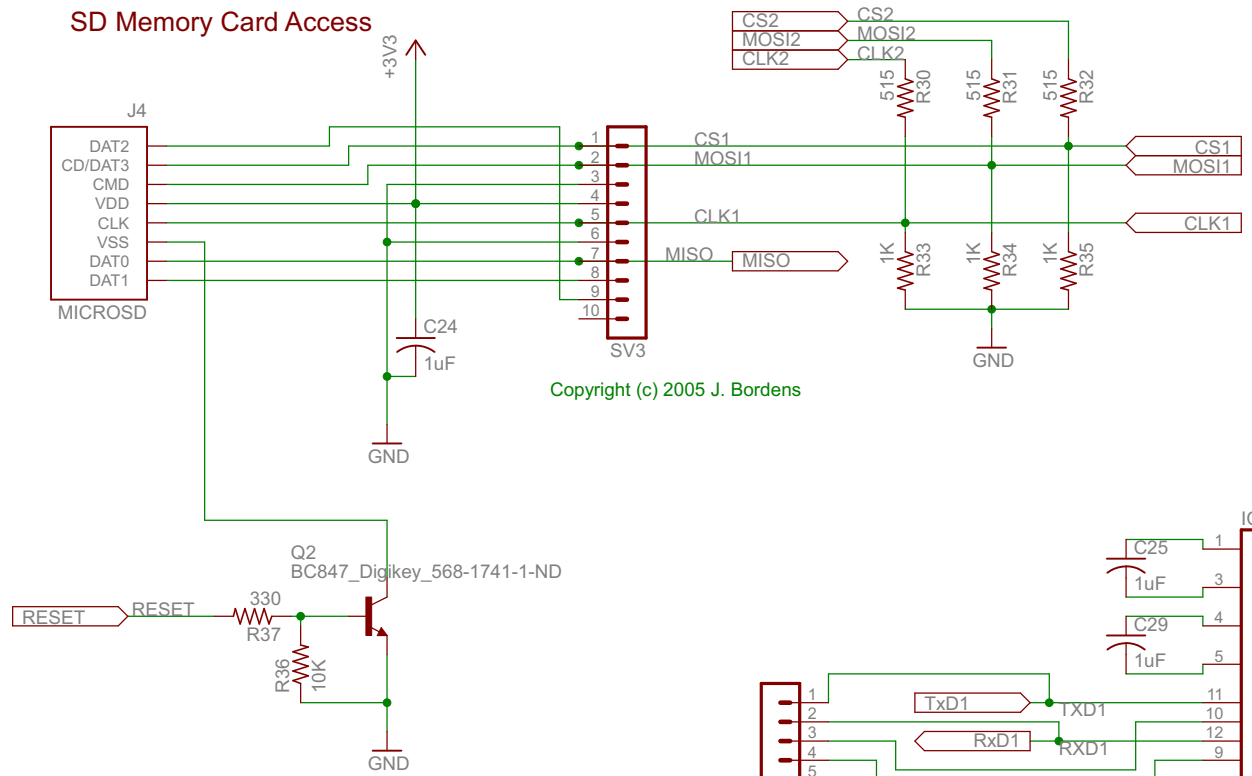 SD Memory Card Access
+3V3
J4
DAT2
CD/DAT3
CMD
VDD
CLK
VSS
DAT0
DAT1
MICROSD
1
2
3
4
5
6
7
8
9
10
SV3
C24
1uF
GND
CS2
MOSI2
CLK2
CS2
MOSI2
CLK2
515
R30
515
R31
515
R32
CS1
MOSI1
CLK1
MISO
MISO
CS1
MOSI1
CLK1
1K
R33
1K
R34
1K
R35
GND
Copyright (c) 2005 J. Bordens
Q2
BC847_Digikey_568-1741-1-ND
RESET
RESET
330
R37
R36
10K
GND
C25
1uF
C29
1uF
1
3
4
5
11
10
12
9
1
2
3
4
5
TxD1
TXD1
RxD1
RXD1